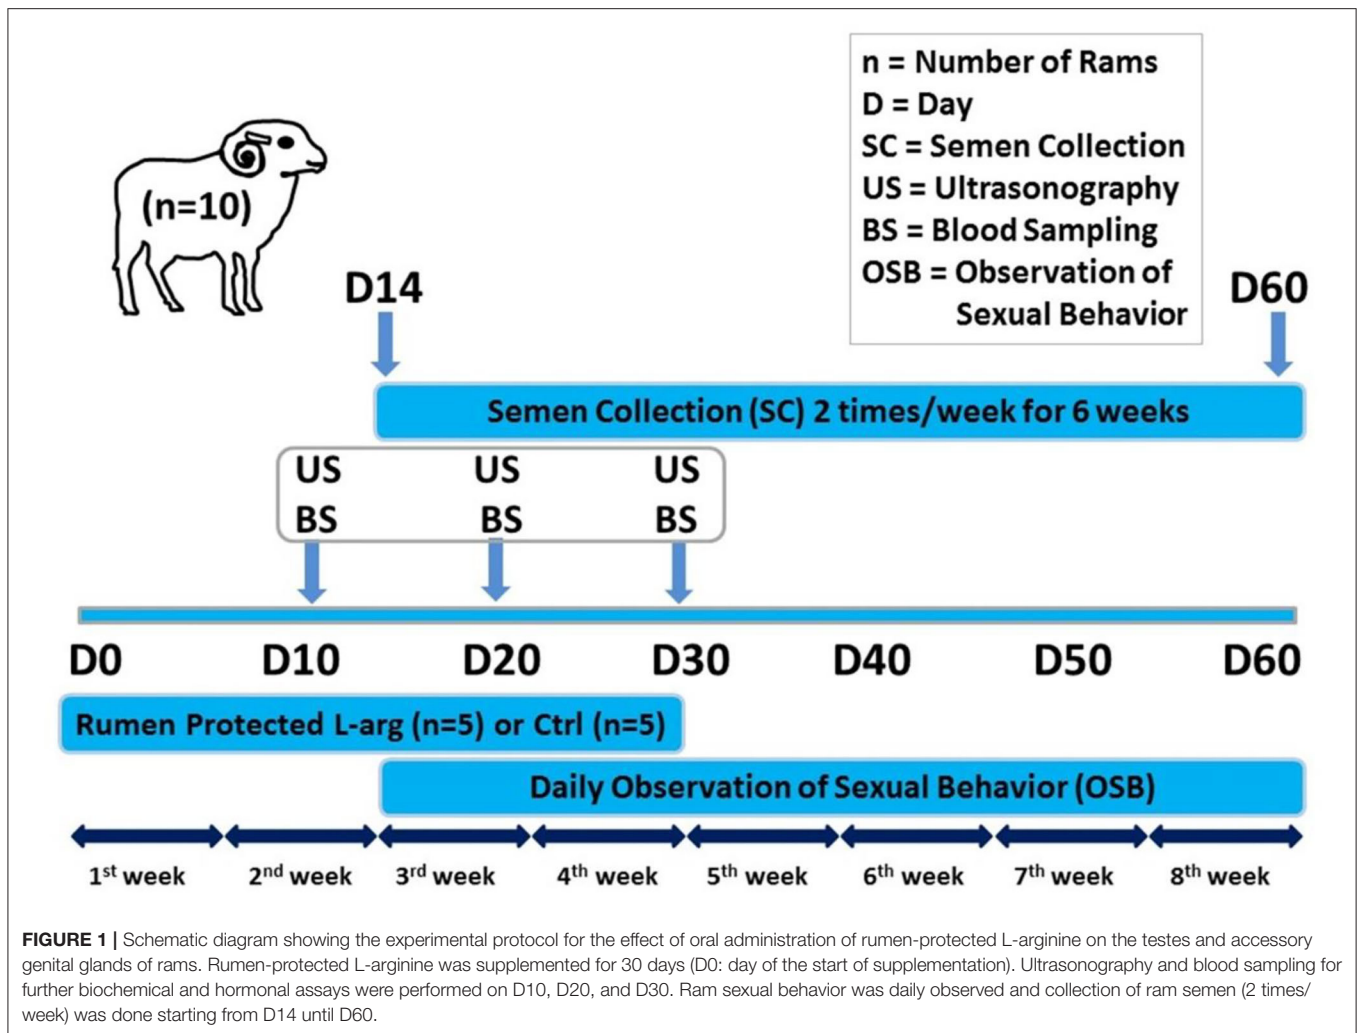 n = Number of Rams
D = Day
SC = Semen Collection
US = Ultrasonography
BS = Blood Sampling
OSB = Observation of
Sexual Behavior
(n=10)
D14
D60
Semen Collection (SC) 2 times/week for 6 weeks
US US US
BS BS BS
D0 D10 D20 D30 D40 D50 D60
Rumen Protected L-arg (n=5) or Ctrl (n=5)
Daily Observation of Sexual Behavior (OSB)
1st week 2nd week 3rd week 4th week 5th week 6th week 7th week 8th week
FIGURE 1 | Schematic diagram showing the experimental protocol for the effect of oral administration of rumen-protected L-arginine on the testes and accessory
genital glands of rams. Rumen-protected L-arginine was supplemented for 30 days (D0: day of the start of supplementation). Ultrasonography and blood sampling for
further biochemical and hormonal assays were performed on D10, D20, and D30. Ram sexual behavior was daily observed and collection of ram semen (2 times/
week) was done starting from D14 until D60.